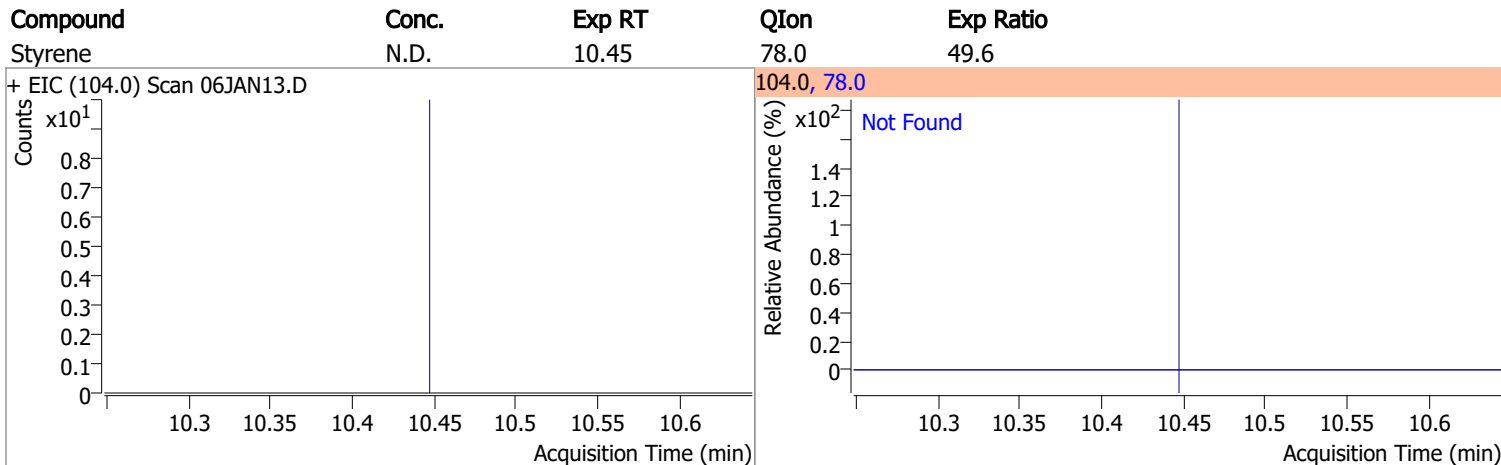 Compound Conc. Exp RT QIon Exp Ratio
Styrene N.D. 10.45 78.0 49.6
+ EIC (104.0) Scan 06JAN13.D
Counts
x10¹
0.8
0.7
0.6
0.5
0.4
0.3
0.2
0.1
0
10.3 10.35 10.4 10.45 10.5 10.55 10.6
Acquisition Time (min)
104.0, 78.0
Relative Abundance (%)
x10²
Not Found
1.4
1.2
1
0.8
0.6
0.4
0.2
0
10.3 10.35 10.4 10.45 10.5 10.55 10.6
Acquisition Time (min)